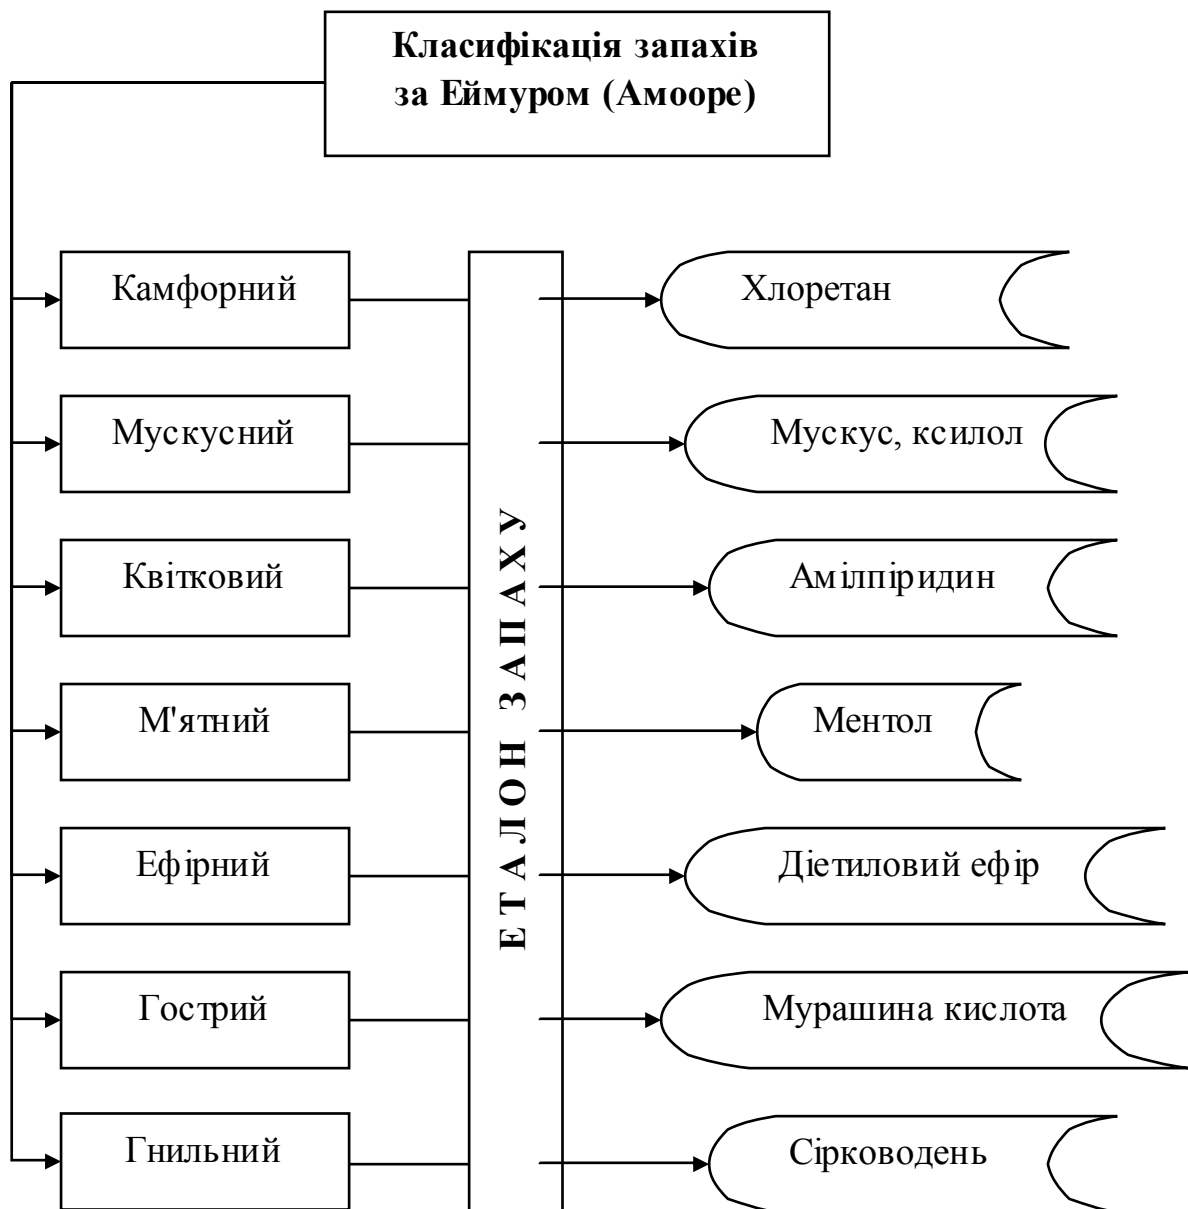 Класифікація запахів
за Еймуром (Амооре)
Камфорний
Хлоретан
Мускусний
Мускус, ксилол
Квітковий
Амілпіридин
М'ятний
Ментол
Ефірний
Діетиловий ефір
Гострий
Мурашина кислота
Гнильний
Сірководень
ЕТАЛОН ЗАПАХУ